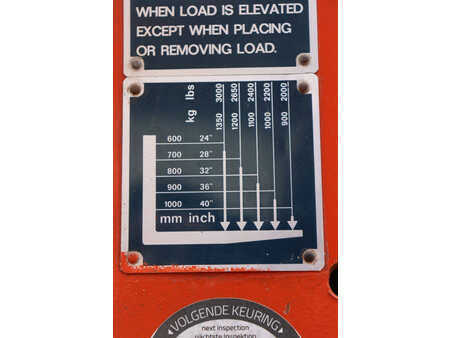 WHEN LOAD IS ELEVATED
EXCEPT WHEN PLACING
OR REMOVING LOAD.
kg lbs
1350 3000
1200 2650
1100 2400
1000 2200
900 2000
600 24"
700 28"
800 32"
900 36"
1000 40"
mm inch
VOLGENDE KEURING
next inspection
nächste Inspektion